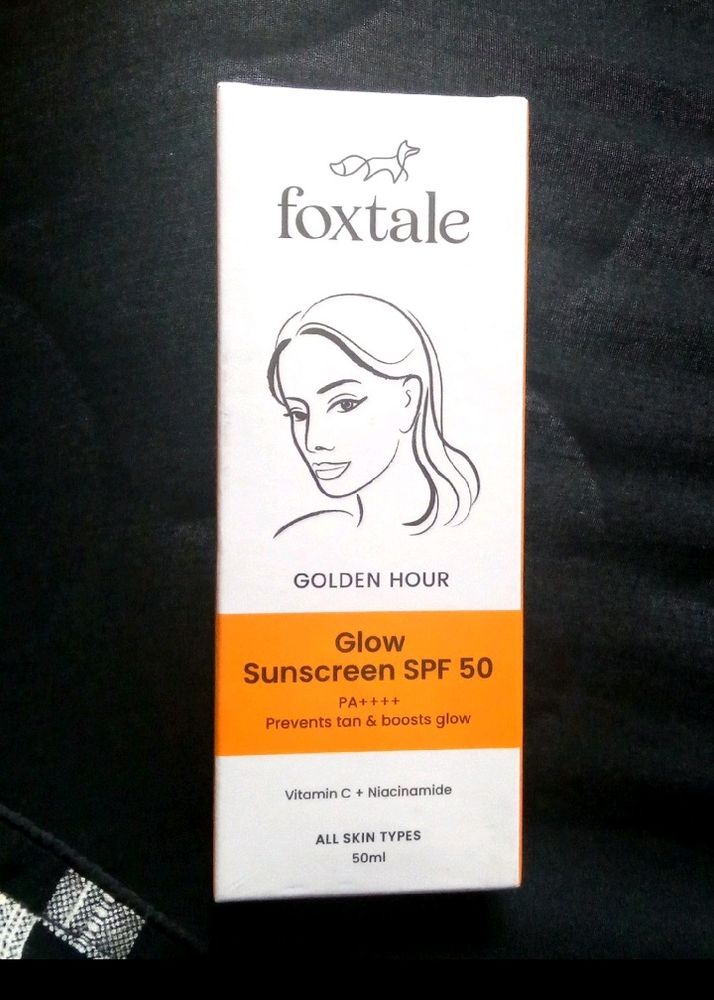 foxtale
GOLDEN HOUR
Glow
Sunscreen SPF 50
PA++++
Prevents tan & boosts glow
Vitamin C + Niacinamide
ALL SKIN TYPES
50ml